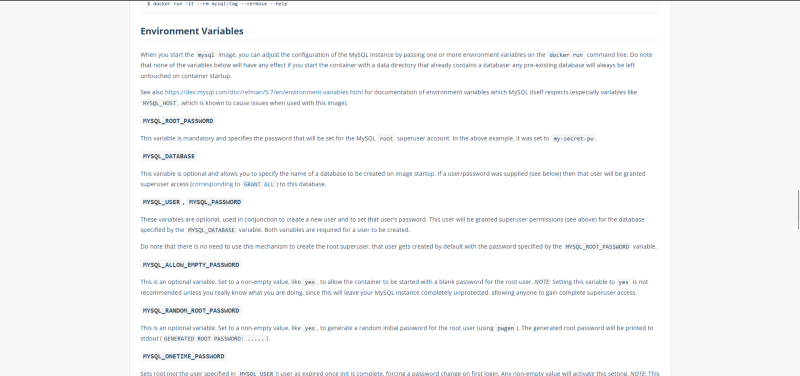 $ docker run -it --rm mysql:tag --verbose --help
Environment Variables
When you start the mysql image, you can adjust the configuration of the MySQL instance by passing one or more environment variables on the docker run command line. Do note
that none of the variables below will have any effect if you start the container with a data directory that already contains a database: any pre-existing database will always be left
untouched on container startup.
See also https://dev.mysql.com/doc/refman/5.7/en/environment-variables.html for documentation of environment variables which MySQL itself respects (especially variables like
MYSQL_HOST, which is known to cause issues when used with this image).
MYSQL_ROOT_PASSWORD
This variable is mandatory and specifies the password that will be set for the MySQL root superuser account. In the above example, it was set to my-secret-pw.
MYSQL_DATABASE
This variable is optional and allows you to specify the name of a database to be created on image startup. If a user/password was supplied (see below) then that user will be granted
superuser access (corresponding to GRANT ALL) to this database.
MYSQL_USER, MYSQL_PASSWORD
These variables are optional, used in conjunction to create a new user and to set that user's password. This user will be granted superuser permissions (see above) for the database
specified by the MYSQL_DATABASE variable. Both variables are required for a user to be created.
Do note that there is no need to use this mechanism to create the root superuser, that user gets created by default with the password specified by the MYSQL_ROOT_PASSWORD variable.
MYSQL_ALLOW_EMPTY_PASSWORD
This is an optional variable. Set to a non-empty value, like yes, to allow the container to be started with a blank password for the root user. NOTE: Setting this variable to yes is not
recommended unless you really know what you are doing, since this will leave your MySQL instance completely unprotected, allowing anyone to gain complete superuser access.
MYSQL_RANDOM_ROOT_PASSWORD
This is an optional variable. Set to a non-empty value, like yes, to generate a random initial password for the root user (using pwgen). The generated root password will be printed to
stdout (GENERATED ROOT PASSWORD: .....).
MYSQL_ONETIME_PASSWORD
Sets root (not the user specified in MYSQL_USER!) user as expired once init is complete, forcing a password change on first login. Any non-empty value will activate this setting. NOTE: This